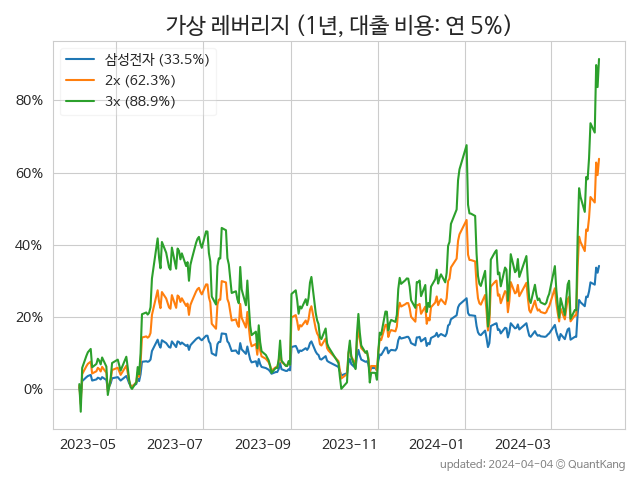 가상 레버리지 (1년, 대출 비용: 연 5%)
삼성전자 (33.5%)
2x (62.3%)
3x (88.9%)
80%
60%
40%
20%
0%
2023-05 2023-07 2023-09 2023-11 2024-01 2024-03
updated: 2024-04-04 © QuantKang